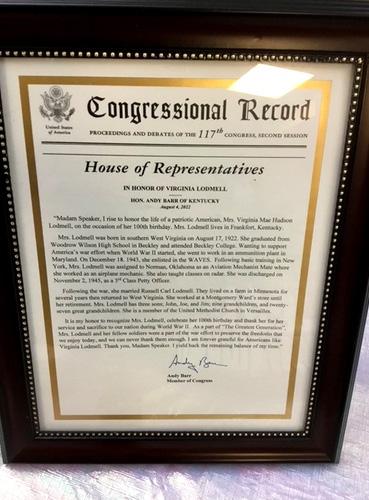 Congressional Record
United States
of America
PROCEEDINGS AND DEBATES OF THE 117th CONGRESS, SECOND SESSION
House of Representatives
IN HONOR OF VIRGINIA LODMELL
HON. ANDY BARR OF KENTUCKY
August 4, 2022
"Madam Speaker, I rise to honor the life of a patriotic American, Mrs. Virginia Mae Hudson
Lodmell, on the occasion of her 100th birthday. Mrs. Lodmell lives in Frankfort, Kentucky.
Mrs. Lodmell was born in southern West Virginia on August 17, 1922. She graduated from
Woodrow Wilson High School in Beckley and attended Beckley College. Wanting to support
America's war effort when World War II started, she went to work in an ammunition plant in
Maryland. On December 18, 1943, she enlisted in the WAVES. Following basic training in New
York, Mrs. Lodmell was assigned to Norman, Oklahoma as an Aviation Machinist Mate where
she worked as an airplane mechanic. She also taught classes on radar. She was discharged on
November 2, 1945, as a 3rd Class Petty Officer.
Following the war, she married Russell Carl Lodmell. They lived on a farm in Minnesota for
several years then returned to West Virginia. She worked at a Montgomery Ward's store until
her retirement. Mrs. Lodmell has three sons; John, Joe, and Jim; nine grandchildren, and twenty-
seven great grandchildren. She is a member of the United Methodist Church in Versailles.
It is my honor to recognize Mrs. Lodmell, celebrate her 100th birthday and thank her for her
service and sacrifice to our nation during World War II. As a part of "The Greatest Generation",
Mrs. Lodmell and her fellow soldiers were a part of the war effort to preserve the freedoms that
we enjoy today, and we can never thank them enough. I am forever grateful for Americans like
Virginia Lodmell. Thank you, Madam Speaker. I yield back the remaining balance of my time."
Andy Barr
Andy Barr
Member of Congress